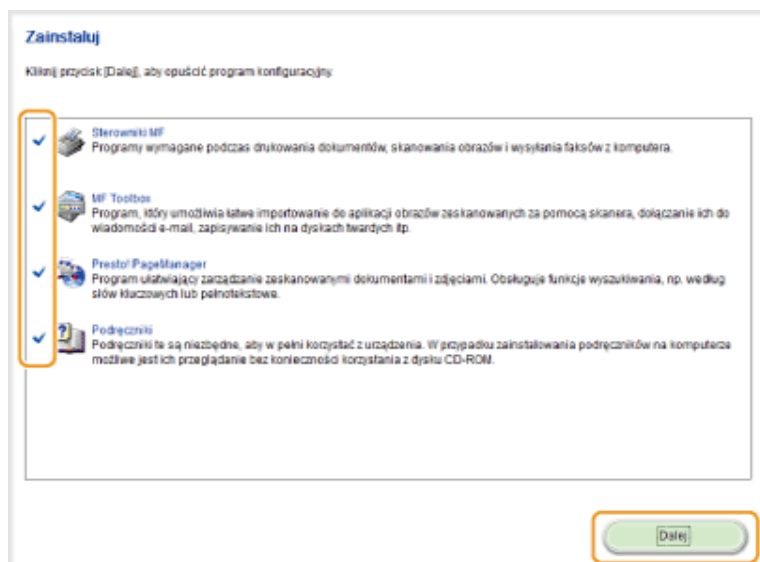 Zainstaluj
Kliknij przycisk [Dalej], aby opuścić program konfiguracyjny.
Sterowniki MF
Programy wymagane podczas drukowania dokumentów, skanowania obrazów i wysyłania faksów z komputera.
MF Toolbox
Program, który umożliwia łatwe importowanie do aplikacji obrazów zeskanowanych za pomocą skanera, dołączanie ich do
wiadomości e-mail, zapisywanie ich na dyskach twardych itp.
Presto! PageManager
Program ułatwiający zarządzanie zeskanowanymi dokumentami i zdjęciami. Obsługuje funkcje wyszukiwania, np. według
słów kluczowych lub pełnotekstowe.
Podręczniki
Podręczniki te są niezbędne, aby w pełni korzystać z urządzenia. W przypadku zainstalowania podręczników na komputerze
możliwe jest ich przeglądanie bez konieczności korzystania z dysku CD-ROM.
Dalej